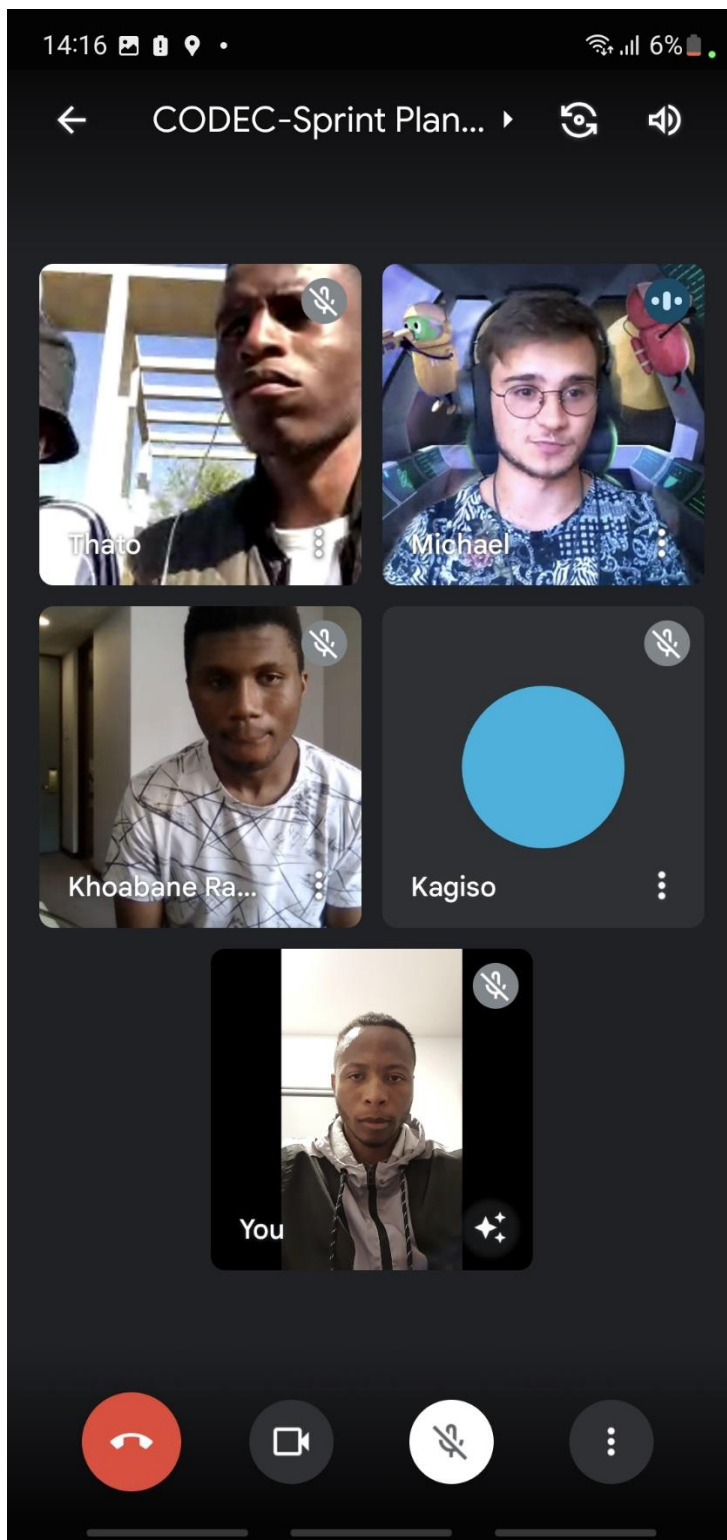 14:16
6%
CODEC-Sprint Plan...
Thato
Michael
Khoabane Ra...
Kagiso
You